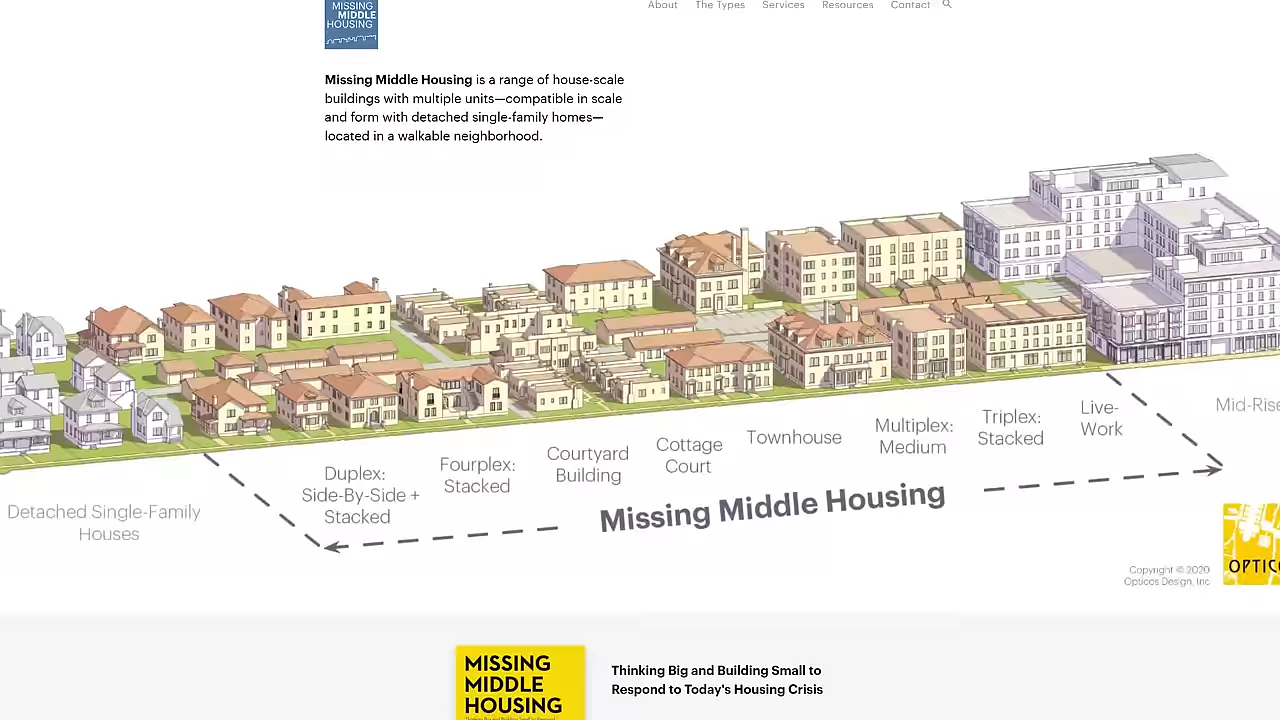 MISSING
MIDDLE
HOUSING
About The Types Services Resources Contact
Missing Middle Housing is a range of house-scale
buildings with multiple units—compatible in scale
and form with detached single-family homes—
located in a walkable neighborhood.
Detached Single-Family
Houses
Duplex:
Side-By-Side +
Stacked
Fourplex:
Stacked
Courtyard
Building
Cottage
Court
Townhouse
Multiplex:
Medium
Triplex:
Stacked
Live-
Work
Mid-Rise
Missing Middle Housing
Copyright © 2020
Opticos Design, Inc.
OPTICO
MISSING
MIDDLE
HOUSING
Thinking Big and Building Small to
Respond to Today's Housing Crisis